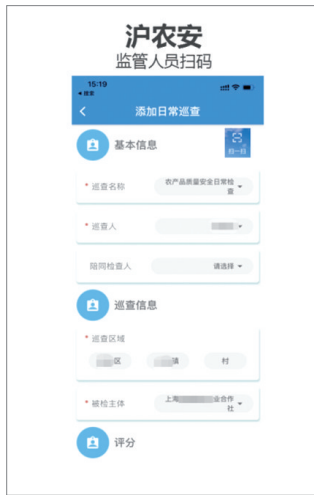 沪农安
监管人员扫码
15:19
◂ 搜索
添加日常巡查
基本信息
扫一扫
* 巡查名称
农产品质量安全日常检
查
* 巡查人
陪同检查人
请选择
巡查信息
* 巡查区域
区
镇
村
* 被检主体
上海
业合作
社
评分